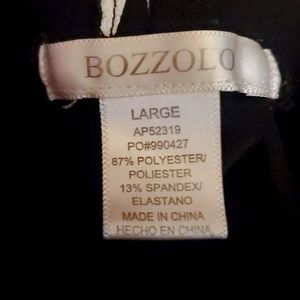 BOZZOLO
LARGE
AP52319
PO#990427
87% POLYESTER/
POLIESTER
13% SPANDEX/
ELASTANO
MADE IN CHINA
HECHO EN CHINA